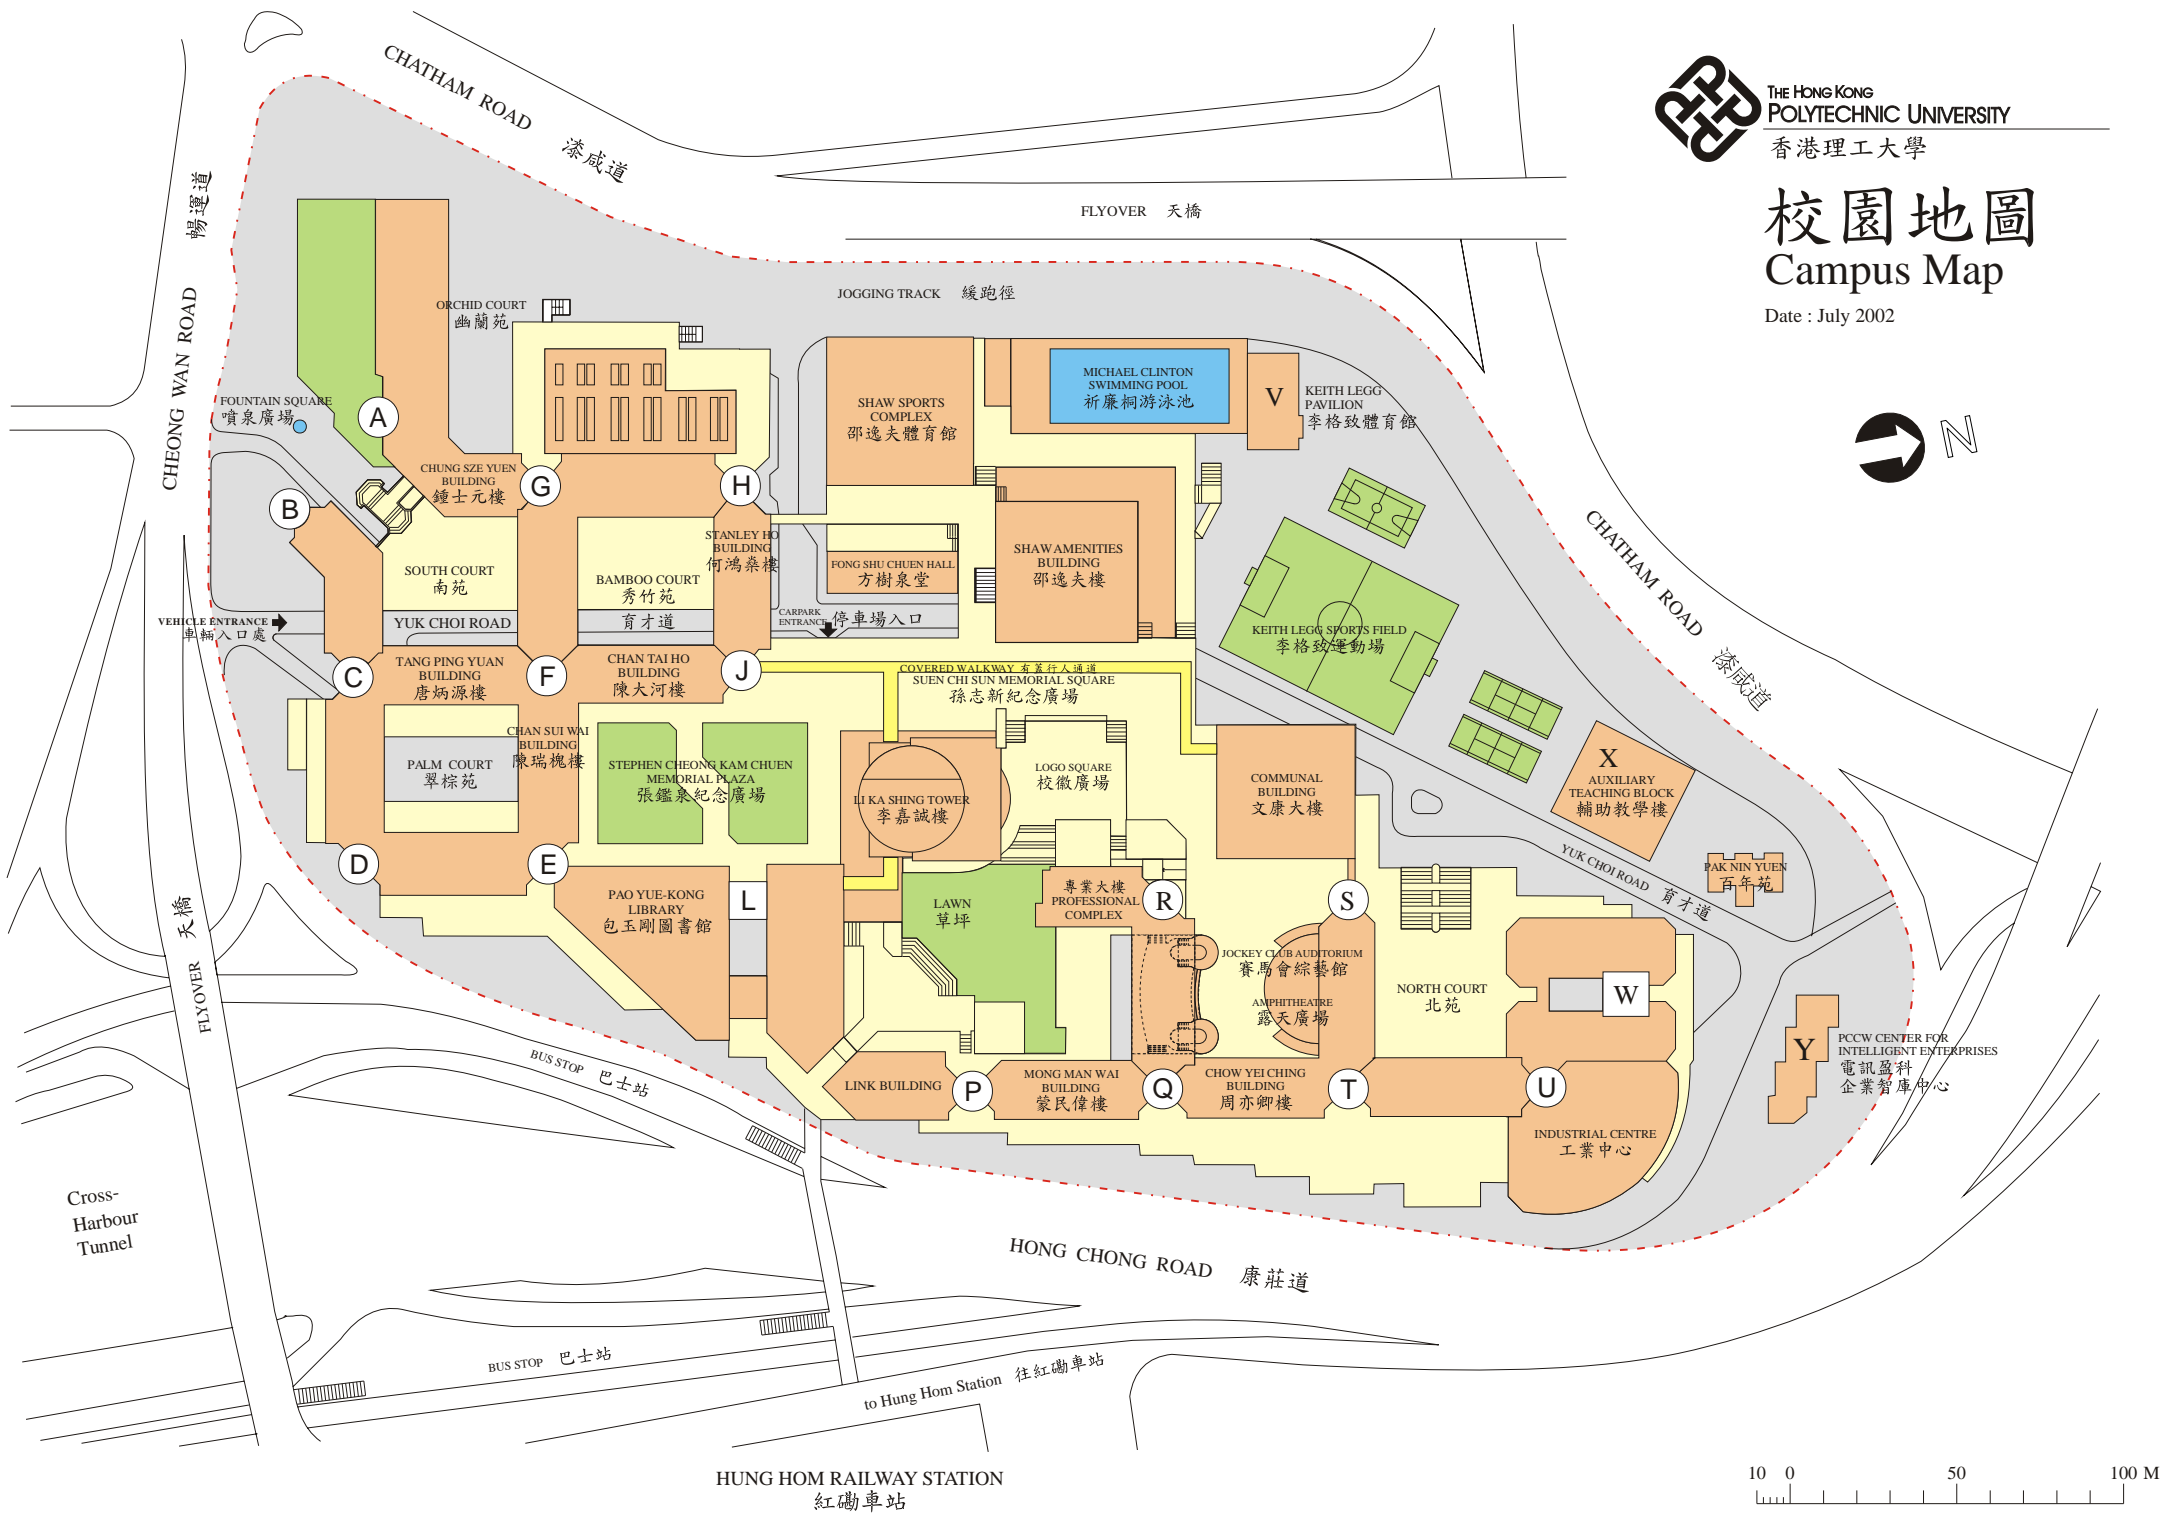 THE HONG KONG
POLYTECHNIC UNIVERSITY
香港理工大學
校園地圖
Campus Map
Date : July 2002
N
CHATHAM ROAD 漆咸道
FLYOVER 天橋
暢運道
CHEONG WAN ROAD
JOGGING TRACK 緩跑徑
ORCHID COURT
幽蘭苑
FOUNTAIN SQUARE
噴泉廣場
A
CHUNG SZE YUEN
BUILDING
鍾士元樓
G
H
B
SHAW SPORTS
COMPLEX
邵逸夫體育館
MICHAEL CLINTON
SWIMMING POOL
祈廉桐游泳池
V
KEITH LEGG
PAVILION
李格致體育館
SOUTH COURT
南苑
BAMBOO COURT
秀竹苑
STANLEY HO
BUILDING
何鴻燊樓
FONG SHU CHUEN HALL
方樹泉堂
SHAW AMENITIES
BUILDING
邵逸夫樓
VEHICLE ENTRANCE
車輛入口處
YUK CHOI ROAD
育才道
CARPARK
ENTRANCE 停車場入口
KEITH LEGG SPORTS FIELD
李格致運動場
CHATHAM ROAD 漆咸道
C
TANG PING YUAN
BUILDING
唐炳源樓
F
CHAN TAI HO
BUILDING
陳大河樓
J
COVERED WALKWAY 有蓋行人通道
SUEN CHI SUN MEMORIAL SQUARE
孫志新紀念廣場
CHAN SUI WAI
BUILDING
陳瑞槐樓
PALM COURT
翠棕苑
STEPHEN CHEONG KAM CHUEN
MEMORIAL PLAZA
張鑑泉紀念廣場
LI KA SHING TOWER
李嘉誠樓
LOGO SQUARE
校徽廣場
COMMUNAL
BUILDING
文康大樓
X
AUXILIARY
TEACHING BLOCK
輔助教學樓
YUK CHOI ROAD 育才道
PAK NIN YUEN
百年苑
D
E
PAO YUE-KONG
LIBRARY
包玉剛圖書館
L
LAWN
草坪
專業大樓
PROFESSIONAL
COMPLEX
R
S
JOCKEY CLUB AUDITORIUM
賽馬會綜藝館
AMPHITHEATRE
露天廣場
NORTH COURT
北苑
W
Y
PCCW CENTER FOR
INTELLIGENT ENTERPRISES
電訊盈科
企業智庫中心
FLYOVER 天橋
BUS STOP 巴士站
LINK BUILDING
P
MONG MAN WAI
BUILDING
蒙民偉樓
Q
CHOW YEI CHING
BUILDING
周亦卿樓
T
U
INDUSTRIAL CENTRE
工業中心
Cross-
Harbour
Tunnel
HONG CHONG ROAD 康莊道
BUS STOP 巴士站
to Hung Hom Station 往紅磡車站
HUNG HOM RAILWAY STATION
紅磡車站
10 0 50 100 M